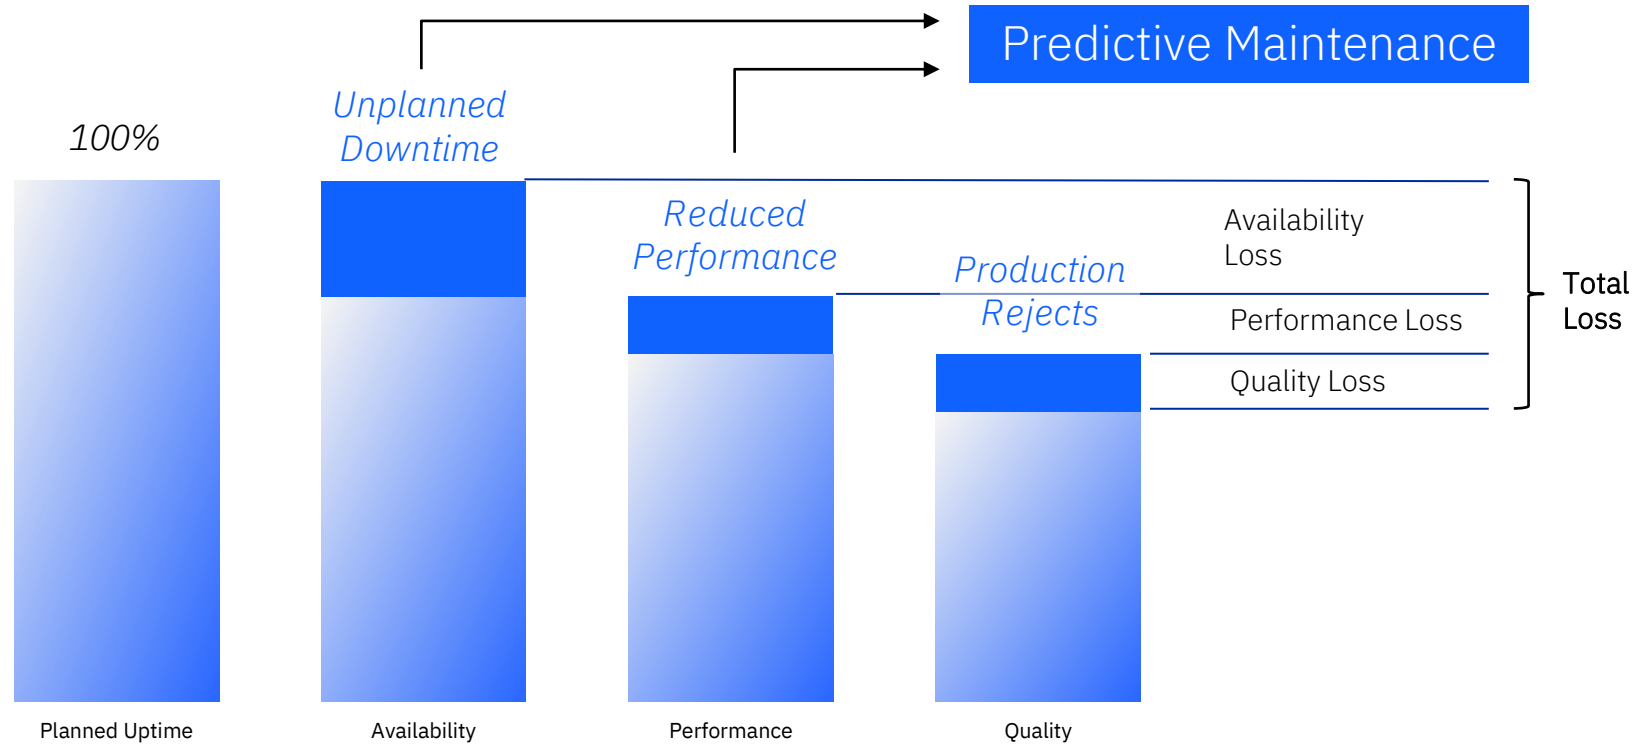 Predictive Maintenance
Unplanned
Downtime
100%
Reduced
Performance
Production
Rejects
Availability
Loss
Performance Loss
Quality Loss
Total
Loss
Planned Uptime
Availability
Performance
Quality